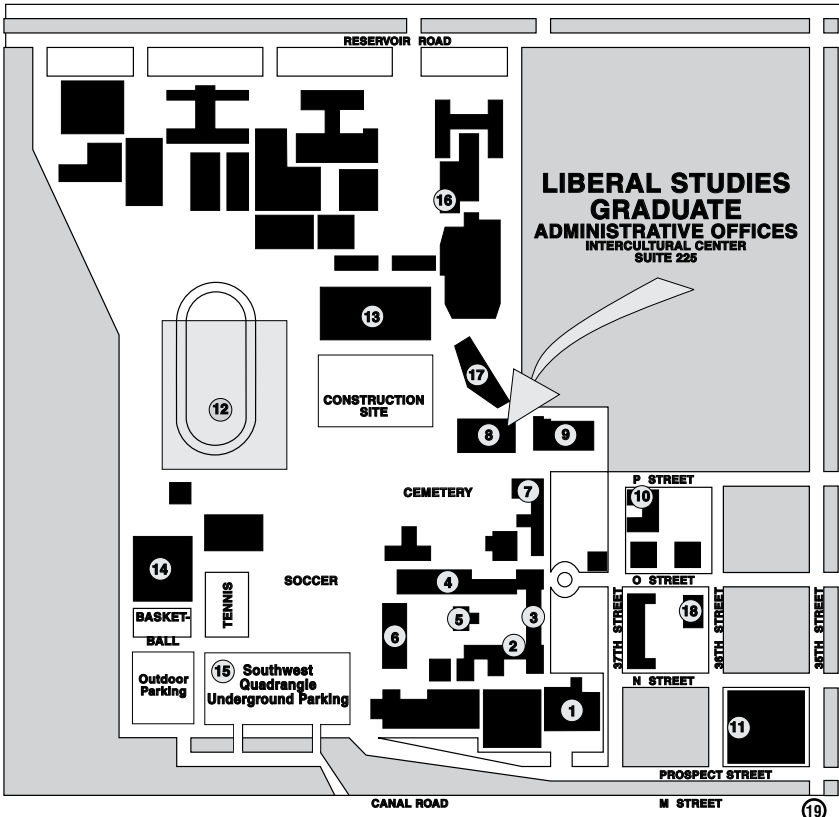 RESERVOIR ROAD
LIBERAL STUDIES
GRADUATE
ADMINISTRATIVE OFFICES
INTERCULTURAL CENTER
SUITE 225
16
13
17
12
CONSTRUCTION
SITE
8
9
P STREET
CEMETERY
7
10
14
4
SOCCER
O STREET
TENNIS
BASKET-
BALL
5
3
6
2
37TH STREET
18
36TH STREET
35TH STREET
15
Southwest
Quadrangle
Underground Parking
Outdoor
Parking
N STREET
1
11
PROSPECT STREET
CANAL ROAD
M STREET
19